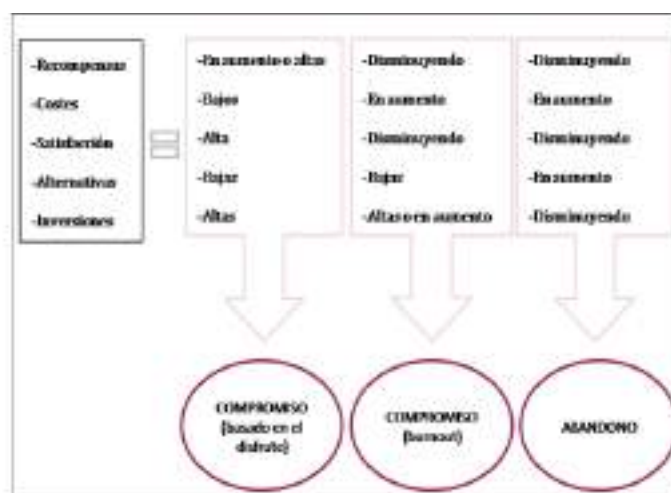 -Recompensas
-Costes
-Satisfacción
-Alternativas
-Inversiones
-En aumento o altas
-Bajos
-Alta
-Bajas
-Altas
-Disminuyendo
-En aumento
-Disminuyendo
-Bajas
-Altas o en aumento
-Disminuyendo
-En aumento
-Disminuyendo
-En aumento
-Disminuyendo
COMPROMISO
(basado en el
disfrute)
COMPROMISO
(burnout)
ABANDONO